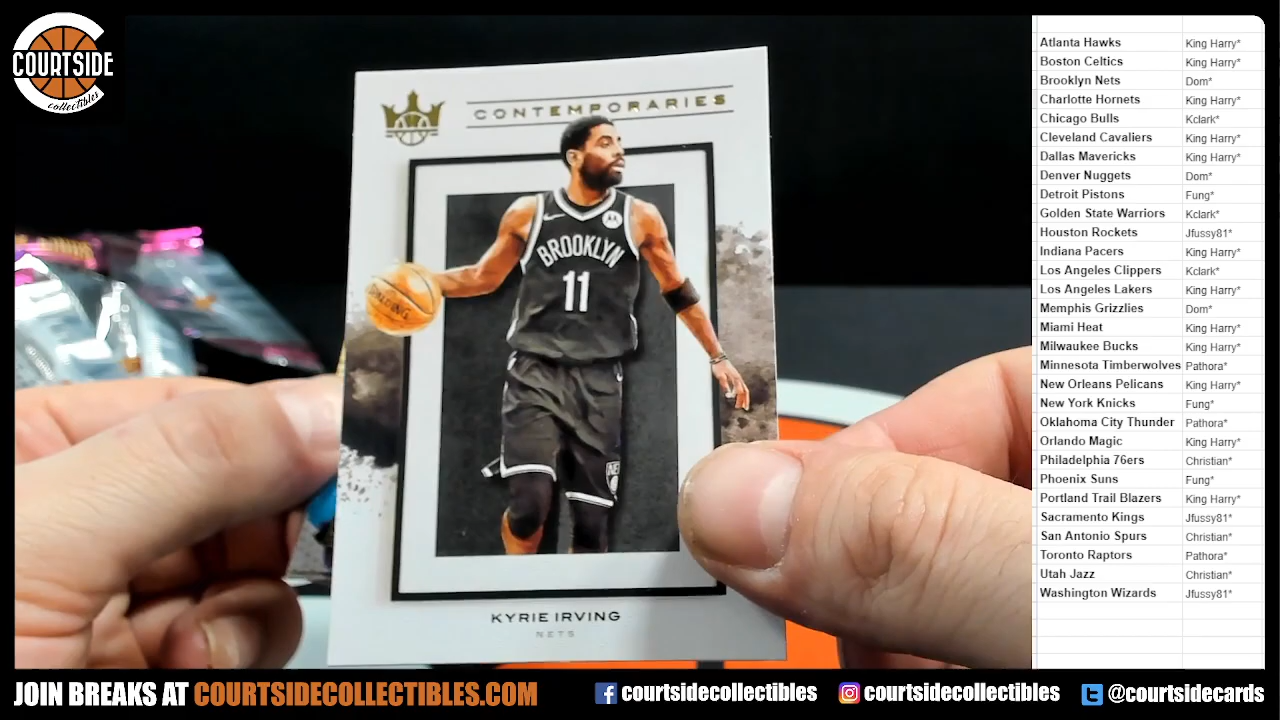 COURTSIDE
collectibles
CONTEMPORARIES
SPALDING
BROOKLYN
11
KYRIE IRVING
NETS
Atlanta Hawks King Harry*
Boston Celtics King Harry*
Brooklyn Nets Dom*
Charlotte Hornets King Harry*
Chicago Bulls Kclark*
Cleveland Cavaliers King Harry*
Dallas Mavericks King Harry*
Denver Nuggets Dom*
Detroit Pistons Fung*
Golden State Warriors Kclark*
Houston Rockets Jfussy81*
Indiana Pacers King Harry*
Los Angeles Clippers Kclark*
Los Angeles Lakers King Harry*
Memphis Grizzlies Dom*
Miami Heat King Harry*
Milwaukee Bucks King Harry*
Minnesota Timberwolves Pathora*
New Orleans Pelicans King Harry*
New York Knicks Fung*
Oklahoma City Thunder Pathora*
Orlando Magic King Harry*
Philadelphia 76ers Christian*
Phoenix Suns Fung*
Portland Trail Blazers King Harry*
Sacramento Kings Jfussy81*
San Antonio Spurs Christian*
Toronto Raptors Pathora*
Utah Jazz Christian*
Washington Wizards Jfussy81*
JOIN BREAKS AT COURTSIDECOLLECTIBLES.COM courtsidecollectibles courtsidecollectibles @courtsidecards